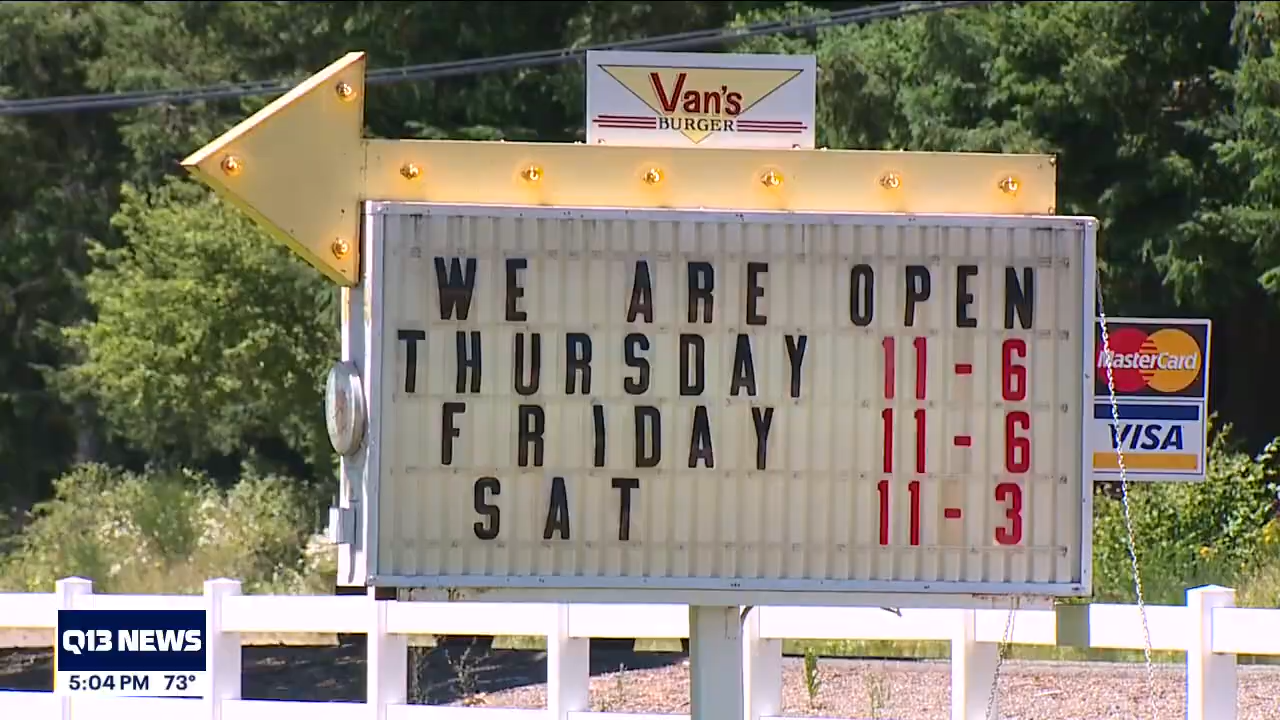 Van's
BURGER
WE ARE OPEN
THURSDAY 11-6
FRIDAY 11-6
SAT 11-3
MasterCard
VISA
Q13 NEWS
5:04 PM 73°